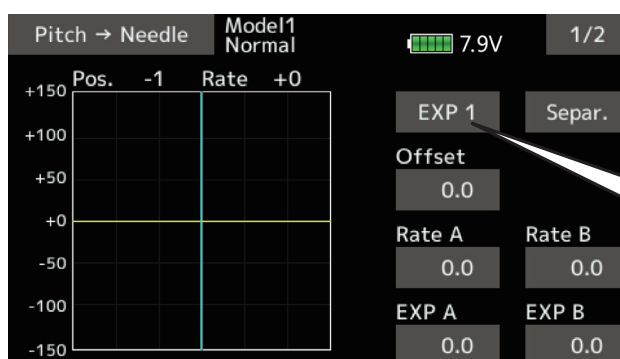 Pitch → Needle Model1 Normal 7.9V 1/2
Pos. -1 Rate +0
+150
+100
+50
+0
-50
-100
-150
EXP 1 Separ.
Offset
0.0
Rate A Rate B
0.0 0.0
EXP A EXP B
0.0 0.0